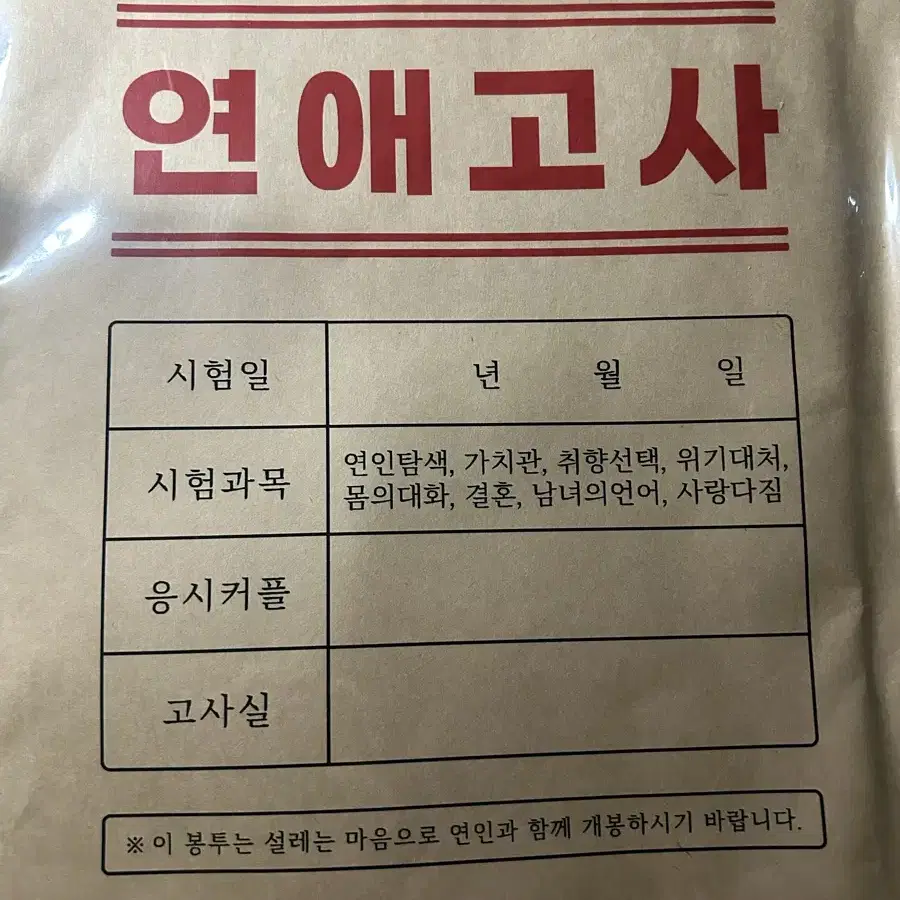 연애고사
시험일 년 월 일
시험과목 연인탐색, 가치관, 취향선택, 위기대처,
몸의대화, 결혼, 남녀의언어, 사랑다짐
응시커플
고사실
※ 이 봉투는 설레는 마음으로 연인과 함께 개봉하시기 바랍니다.